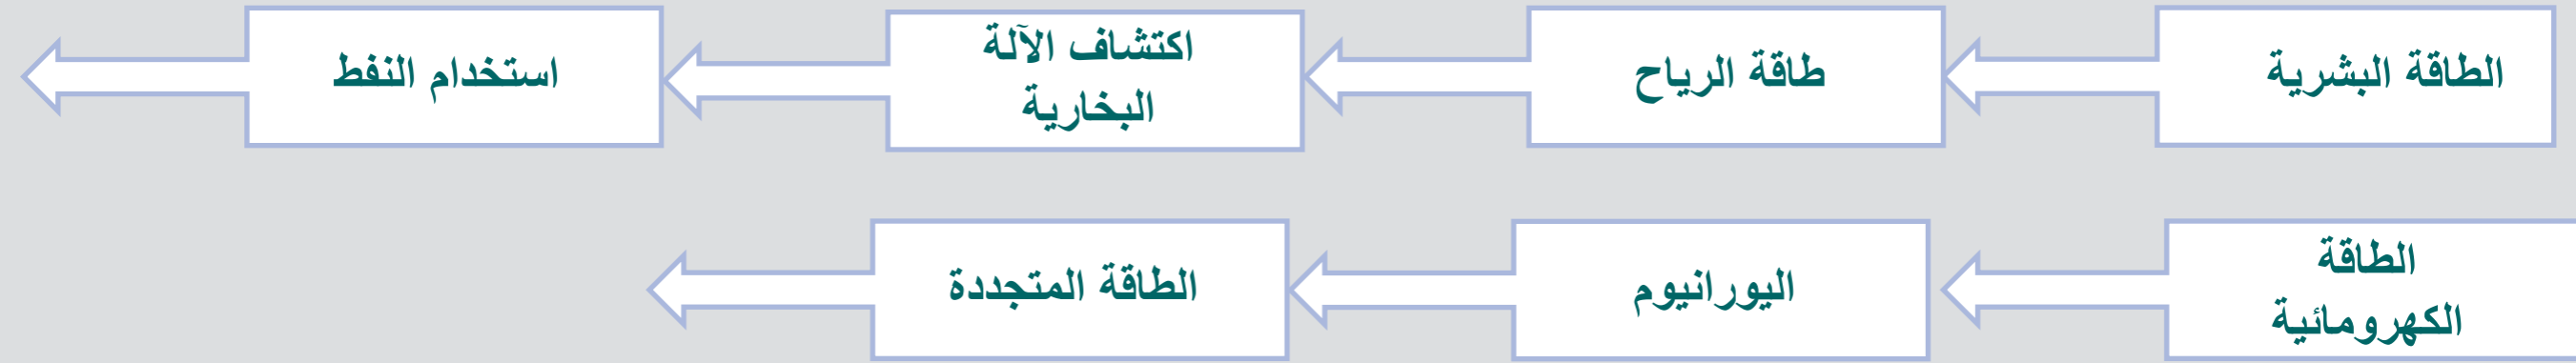 الطاقة البشرية
طاقة الرياح
اكتشاف الآلة
البخارية
استخدام النفط
الطاقة
الكهرومائية
اليورانيوم
الطاقة المتجددة